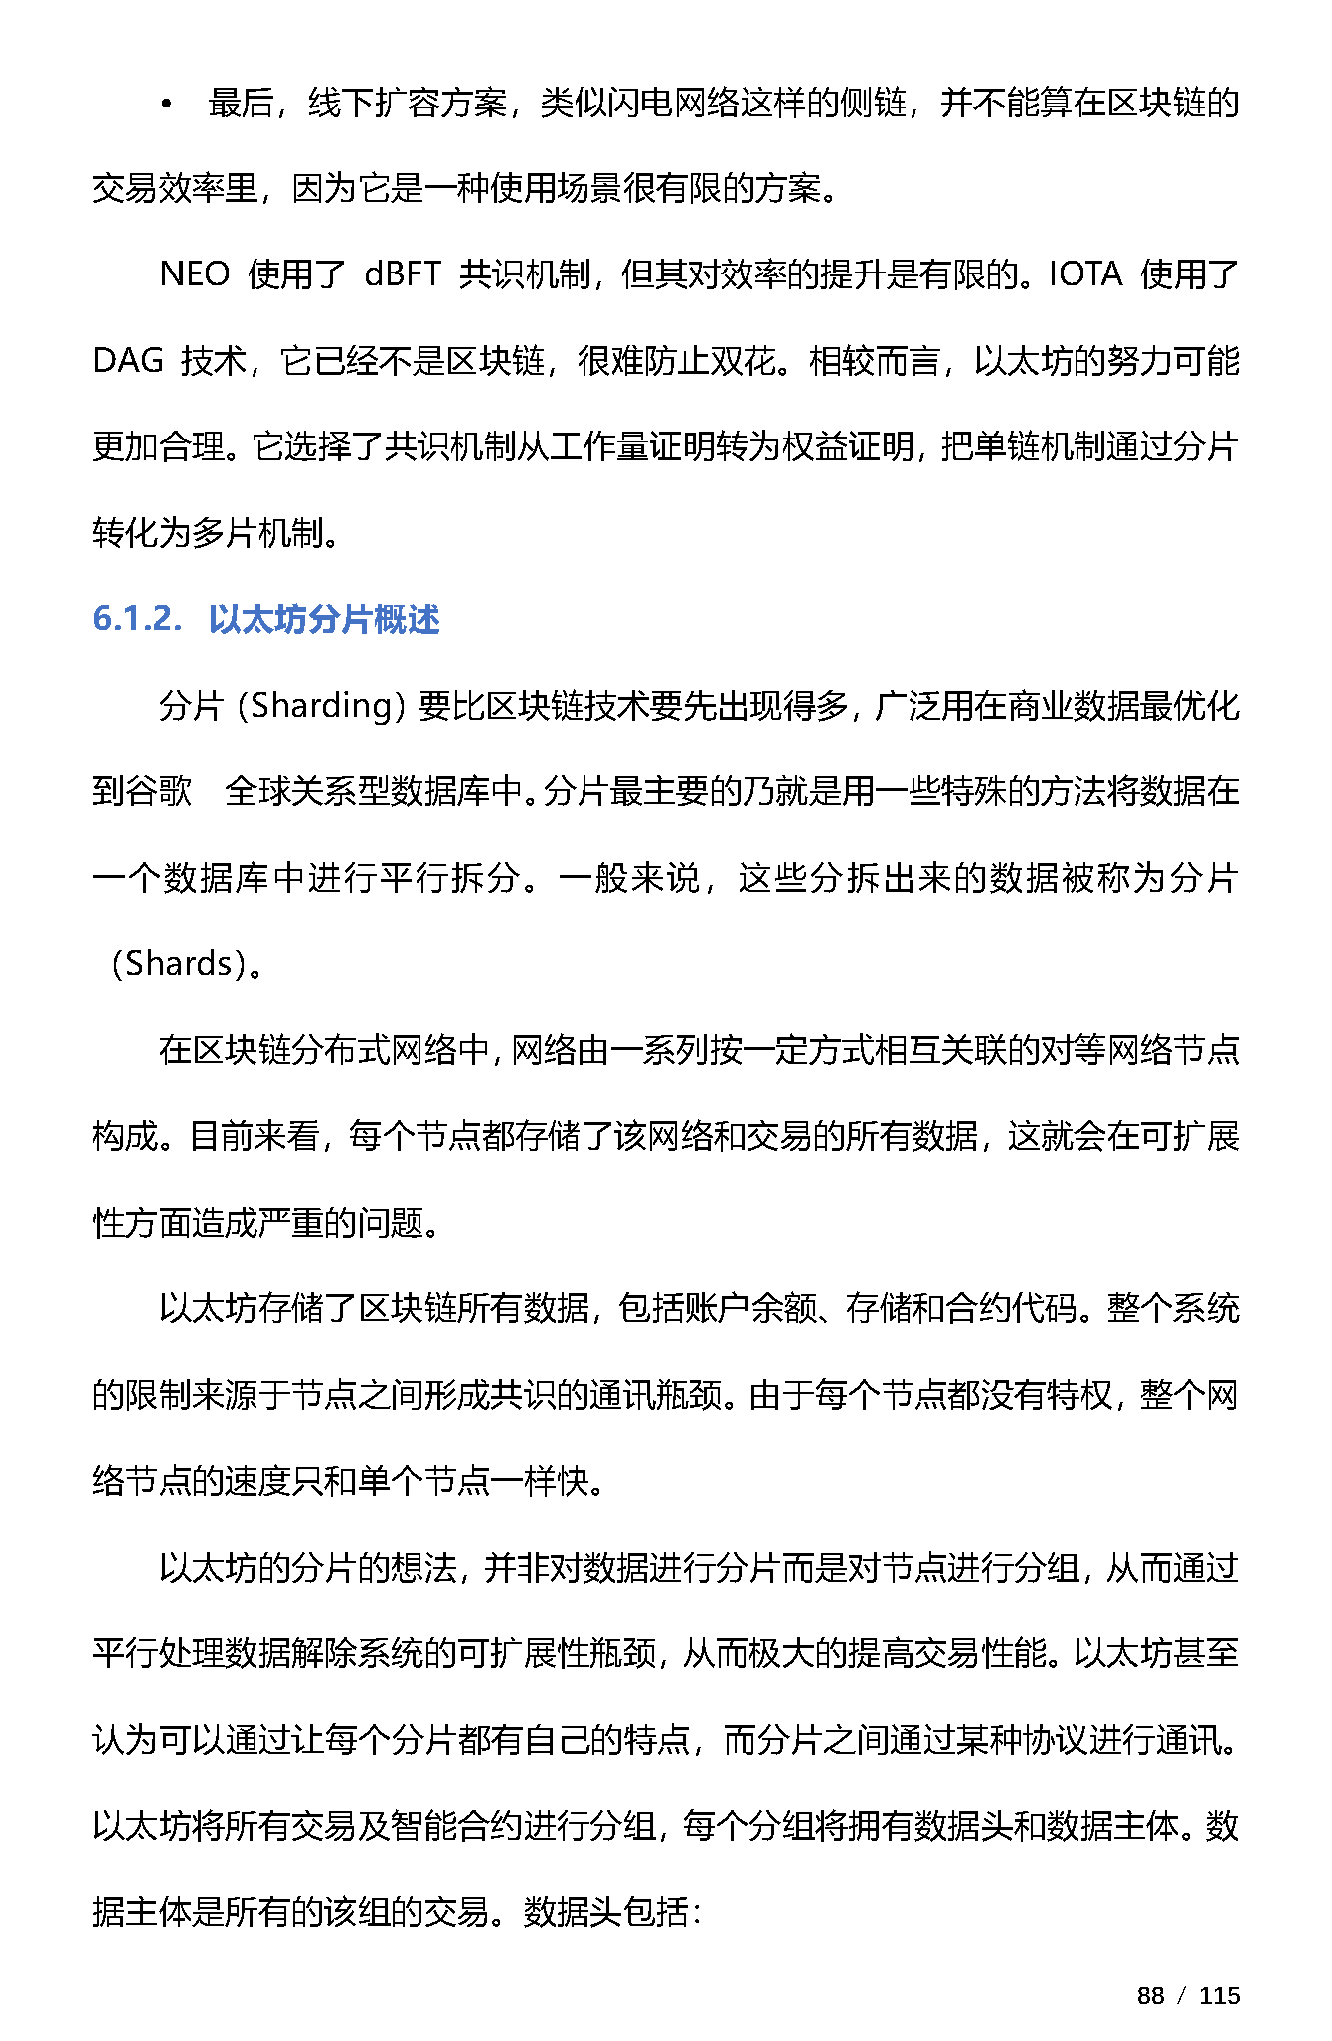 • 最后，线下扩容方案，类似闪电网络这样的侧链，并不能算在区块链的
交易效率里，因为它是一种使用场景很有限的方案。
NEO 使用了 dBFT 共识机制，但其对效率的提升是有限的。IOTA 使用了
DAG 技术，它已经不是区块链，很难防止双花。相较而言，以太坊的努力可能
更加合理。它选择了共识机制从工作量证明转为权益证明，把单链机制通过分片
转化为多片机制。
6.1.2. 以太坊分片概述
分片（Sharding）要比区块链技术要先出现得多，广泛用在商业数据最优化
到谷歌 全球关系型数据库中。分片最主要的乃就是用一些特殊的方法将数据在
一个数据库中进行平行拆分。一般来说，这些分拆出来的数据被称为分片
（Shards）。
在区块链分布式网络中，网络由一系列按一定方式相互关联的对等网络节点
构成。目前来看，每个节点都存储了该网络和交易的所有数据，这就会在可扩展
性方面造成严重的问题。
以太坊存储了区块链所有数据，包括账户余额、存储和合约代码。整个系统
的限制来源于节点之间形成共识的通讯瓶颈。由于每个节点都没有特权，整个网
络节点的速度只和单个节点一样快。
以太坊的分片的想法，并非对数据进行分片而是对节点进行分组，从而通过
平行处理数据解除系统的可扩展性瓶颈，从而极大的提高交易性能。以太坊甚至
认为可以通过让每个分片都有自己的特点，而分片之间通过某种协议进行通讯。
以太坊将所有交易及智能合约进行分组，每个分组将拥有数据头和数据主体。数
据主体是所有的该组的交易。数据头包括：
88 / 115